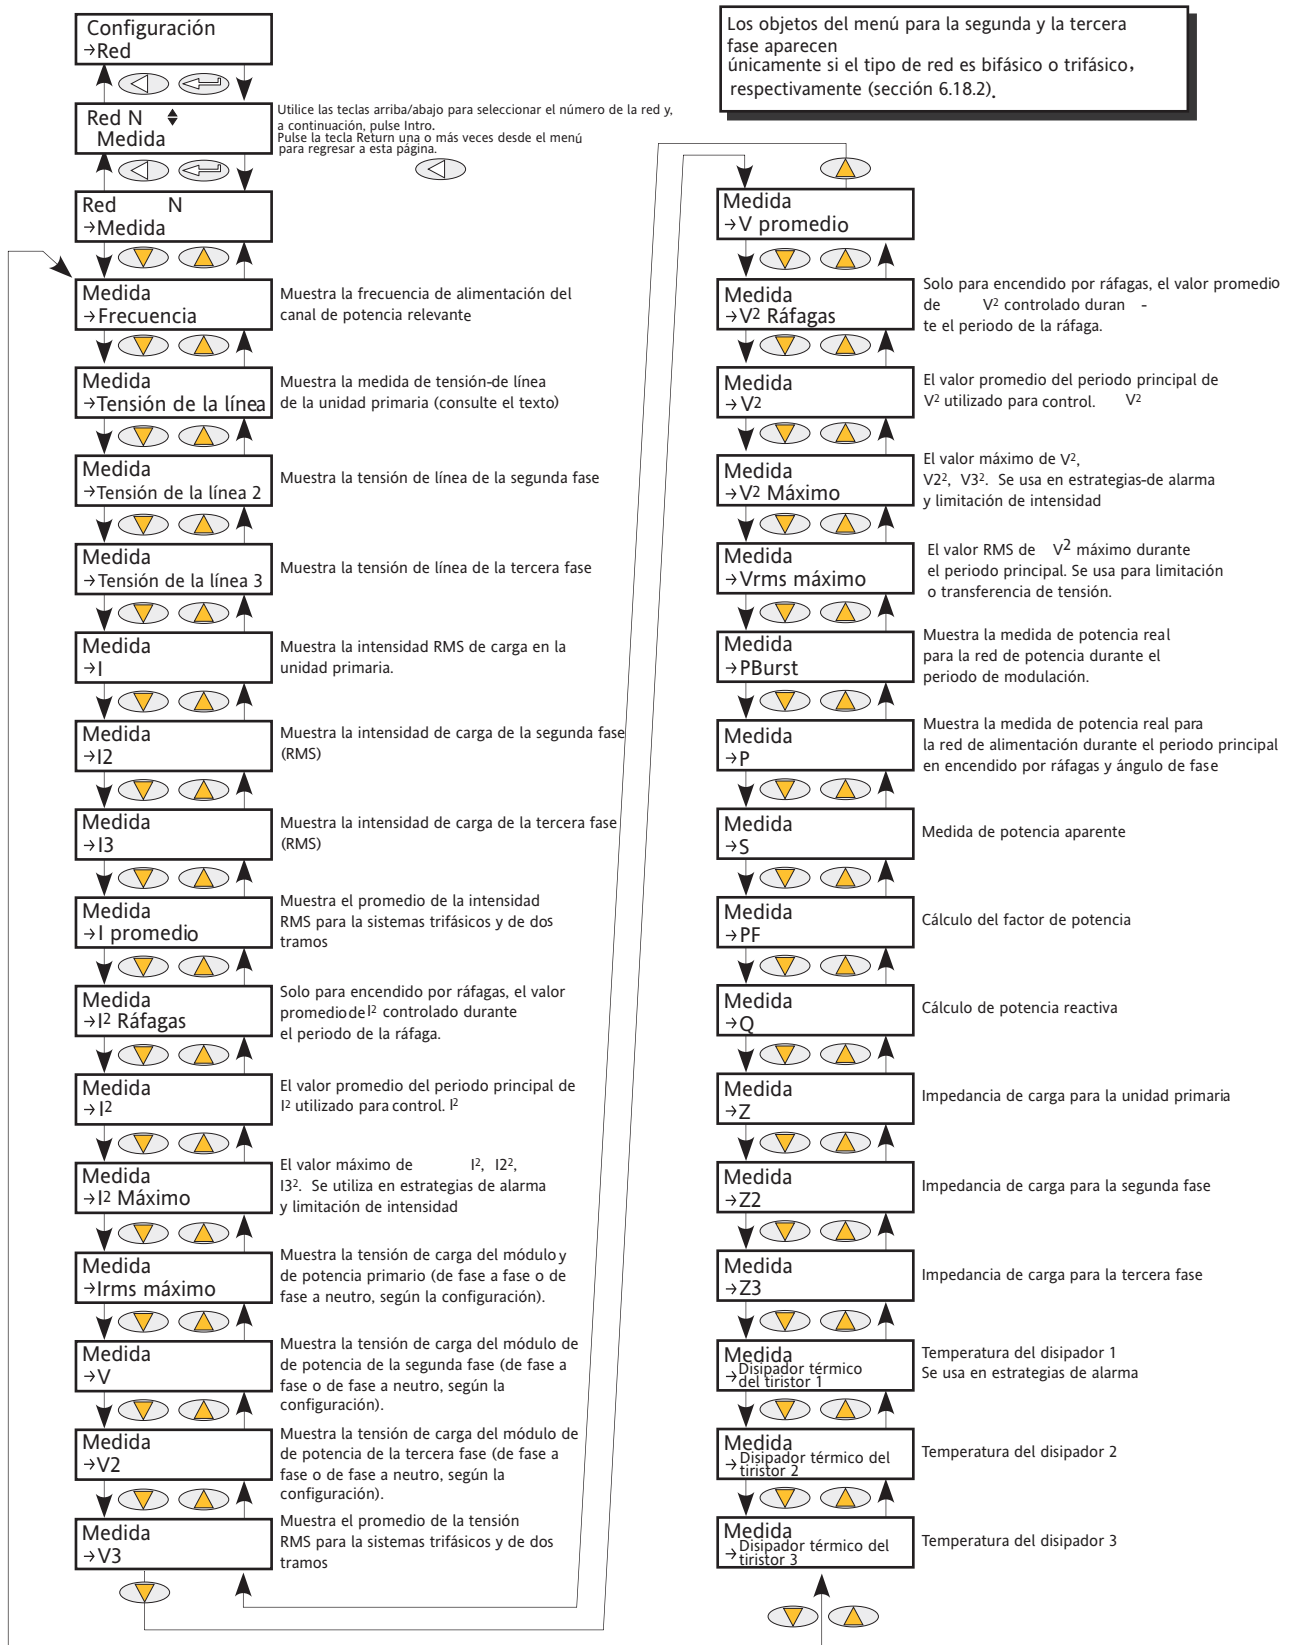 Configuración
→Red
Red N
Medida
Utilice las teclas arriba/abajo para seleccionar el número de la red y,
a continuación, pulse Intro.
Pulse la tecla Return una o más veces desde el menú
para regresar a esta página.
Red N
→Medida
Medida
→Frecuencia
Muestra la frecuencia de alimentación del
canal de potencia relevante
Medida
→Tensión de la línea
Muestra la medida de tensión-de línea
de la unidad primaria (consulte el texto)
Medida
→Tensión de la línea 2
Muestra la tensión de línea de la segunda fase
Medida
→Tensión de la línea 3
Muestra la tensión de línea de la tercera fase
Medida
→I
Muestra la intensidad RMS de carga en la
unidad primaria.
Medida
→I2
Muestra la intensidad de carga de la segunda fase
(RMS)
Medida
→I3
Muestra la intensidad de carga de la tercera fase
(RMS)
Medida
→I promedio
Muestra el promedio de la intensidad
RMS para la sistemas trifásicos y de dos
tramos
Medida
→I² Ráfagas
Solo para encendido por ráfagas, el valor
promedio de I² controlado durante
el periodo de la ráfaga.
Medida
→I²
El valor promedio del periodo principal de
I² utilizado para control. I²
Medida
→I² Máximo
El valor máximo de I², I2²,
I3². Se utiliza en estrategias de alarma
y limitación de intensidad
Medida
→Irms máximo
Muestra la tensión de carga del módulo y
de potencia primario (de fase a fase o de
fase a neutro, según la configuración).
Medida
→V
Muestra la tensión de carga del módulo de
de potencia de la segunda fase (de fase a
fase o de fase a neutro, según la
configuración).
Medida
→V2
Muestra la tensión de carga del módulo de
de potencia de la tercera fase (de fase a
fase o de fase a neutro, según la
configuración).
Medida
→V3
Muestra el promedio de la tensión
RMS para la sistemas trifásicos y de dos
tramos
Los objetos del menú para la segunda y la tercera
fase aparecen
únicamente si el tipo de red es bifásico o trifásico,
respectivamente (sección 6.18.2).
Medida
→V promedio
Medida
→V² Ráfagas
Solo para encendido por ráfagas, el valor promedio
de V² controlado duran -
te el periodo de la ráfaga.
Medida
→V²
El valor promedio del periodo principal de
V² utilizado para control. V²
Medida
→V² Máximo
El valor máximo de V²,
V2², V3². Se usa en estrategias-de alarma
y limitación de intensidad
Medida
→Vrms máximo
El valor RMS de V² máximo durante
el periodo principal. Se usa para limitación
o transferencia de tensión.
Medida
→PBurst
Muestra la medida de potencia real
para la red de potencia durante el
periodo de modulación.
Medida
→P
Muestra la medida de potencia real para
la red de alimentación durante el periodo principal
en encendido por ráfagas y ángulo de fase
Medida
→S
Medida de potencia aparente
Medida
→PF
Cálculo del factor de potencia
Medida
→Q
Cálculo de potencia reactiva
Medida
→Z
Impedancia de carga para la unidad primaria
Medida
→Z2
Impedancia de carga para la segunda fase
Medida
→Z3
Impedancia de carga para la tercera fase
Medida
→Disipador térmico
del tiristor 1
Temperatura del disipador 1
Se usa en estrategias de alarma
Medida
→Disipador térmico del
tiristor 2
Temperatura del disipador 2
Medida
→Disipador térmico del
tiristor 3
Temperatura del disipador 3